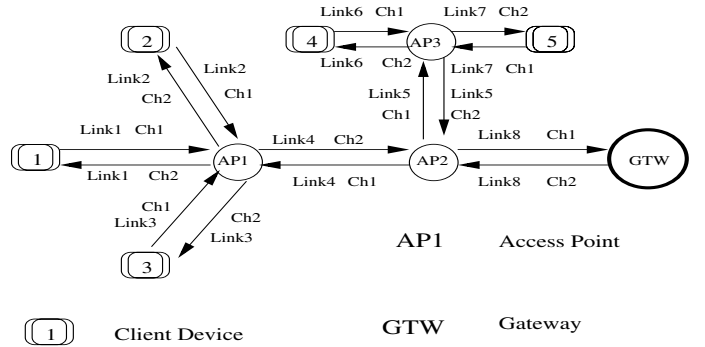 Link6 Ch1
Link7 Ch2
2
4
AP3
5
Link6 Ch2
Link7 Ch1
Link2
Ch1
Link2
Ch2
Link5
Ch1
Link5
Ch2
Link1 Ch1
Link4 Ch2
Link8 Ch1
1
AP1
AP2
GTW
Link1 Ch2
Link4 Ch1
Link8 Ch2
Ch1
Link3
Ch2
Link3
3
AP1 Access Point
1 Client Device
GTW Gateway